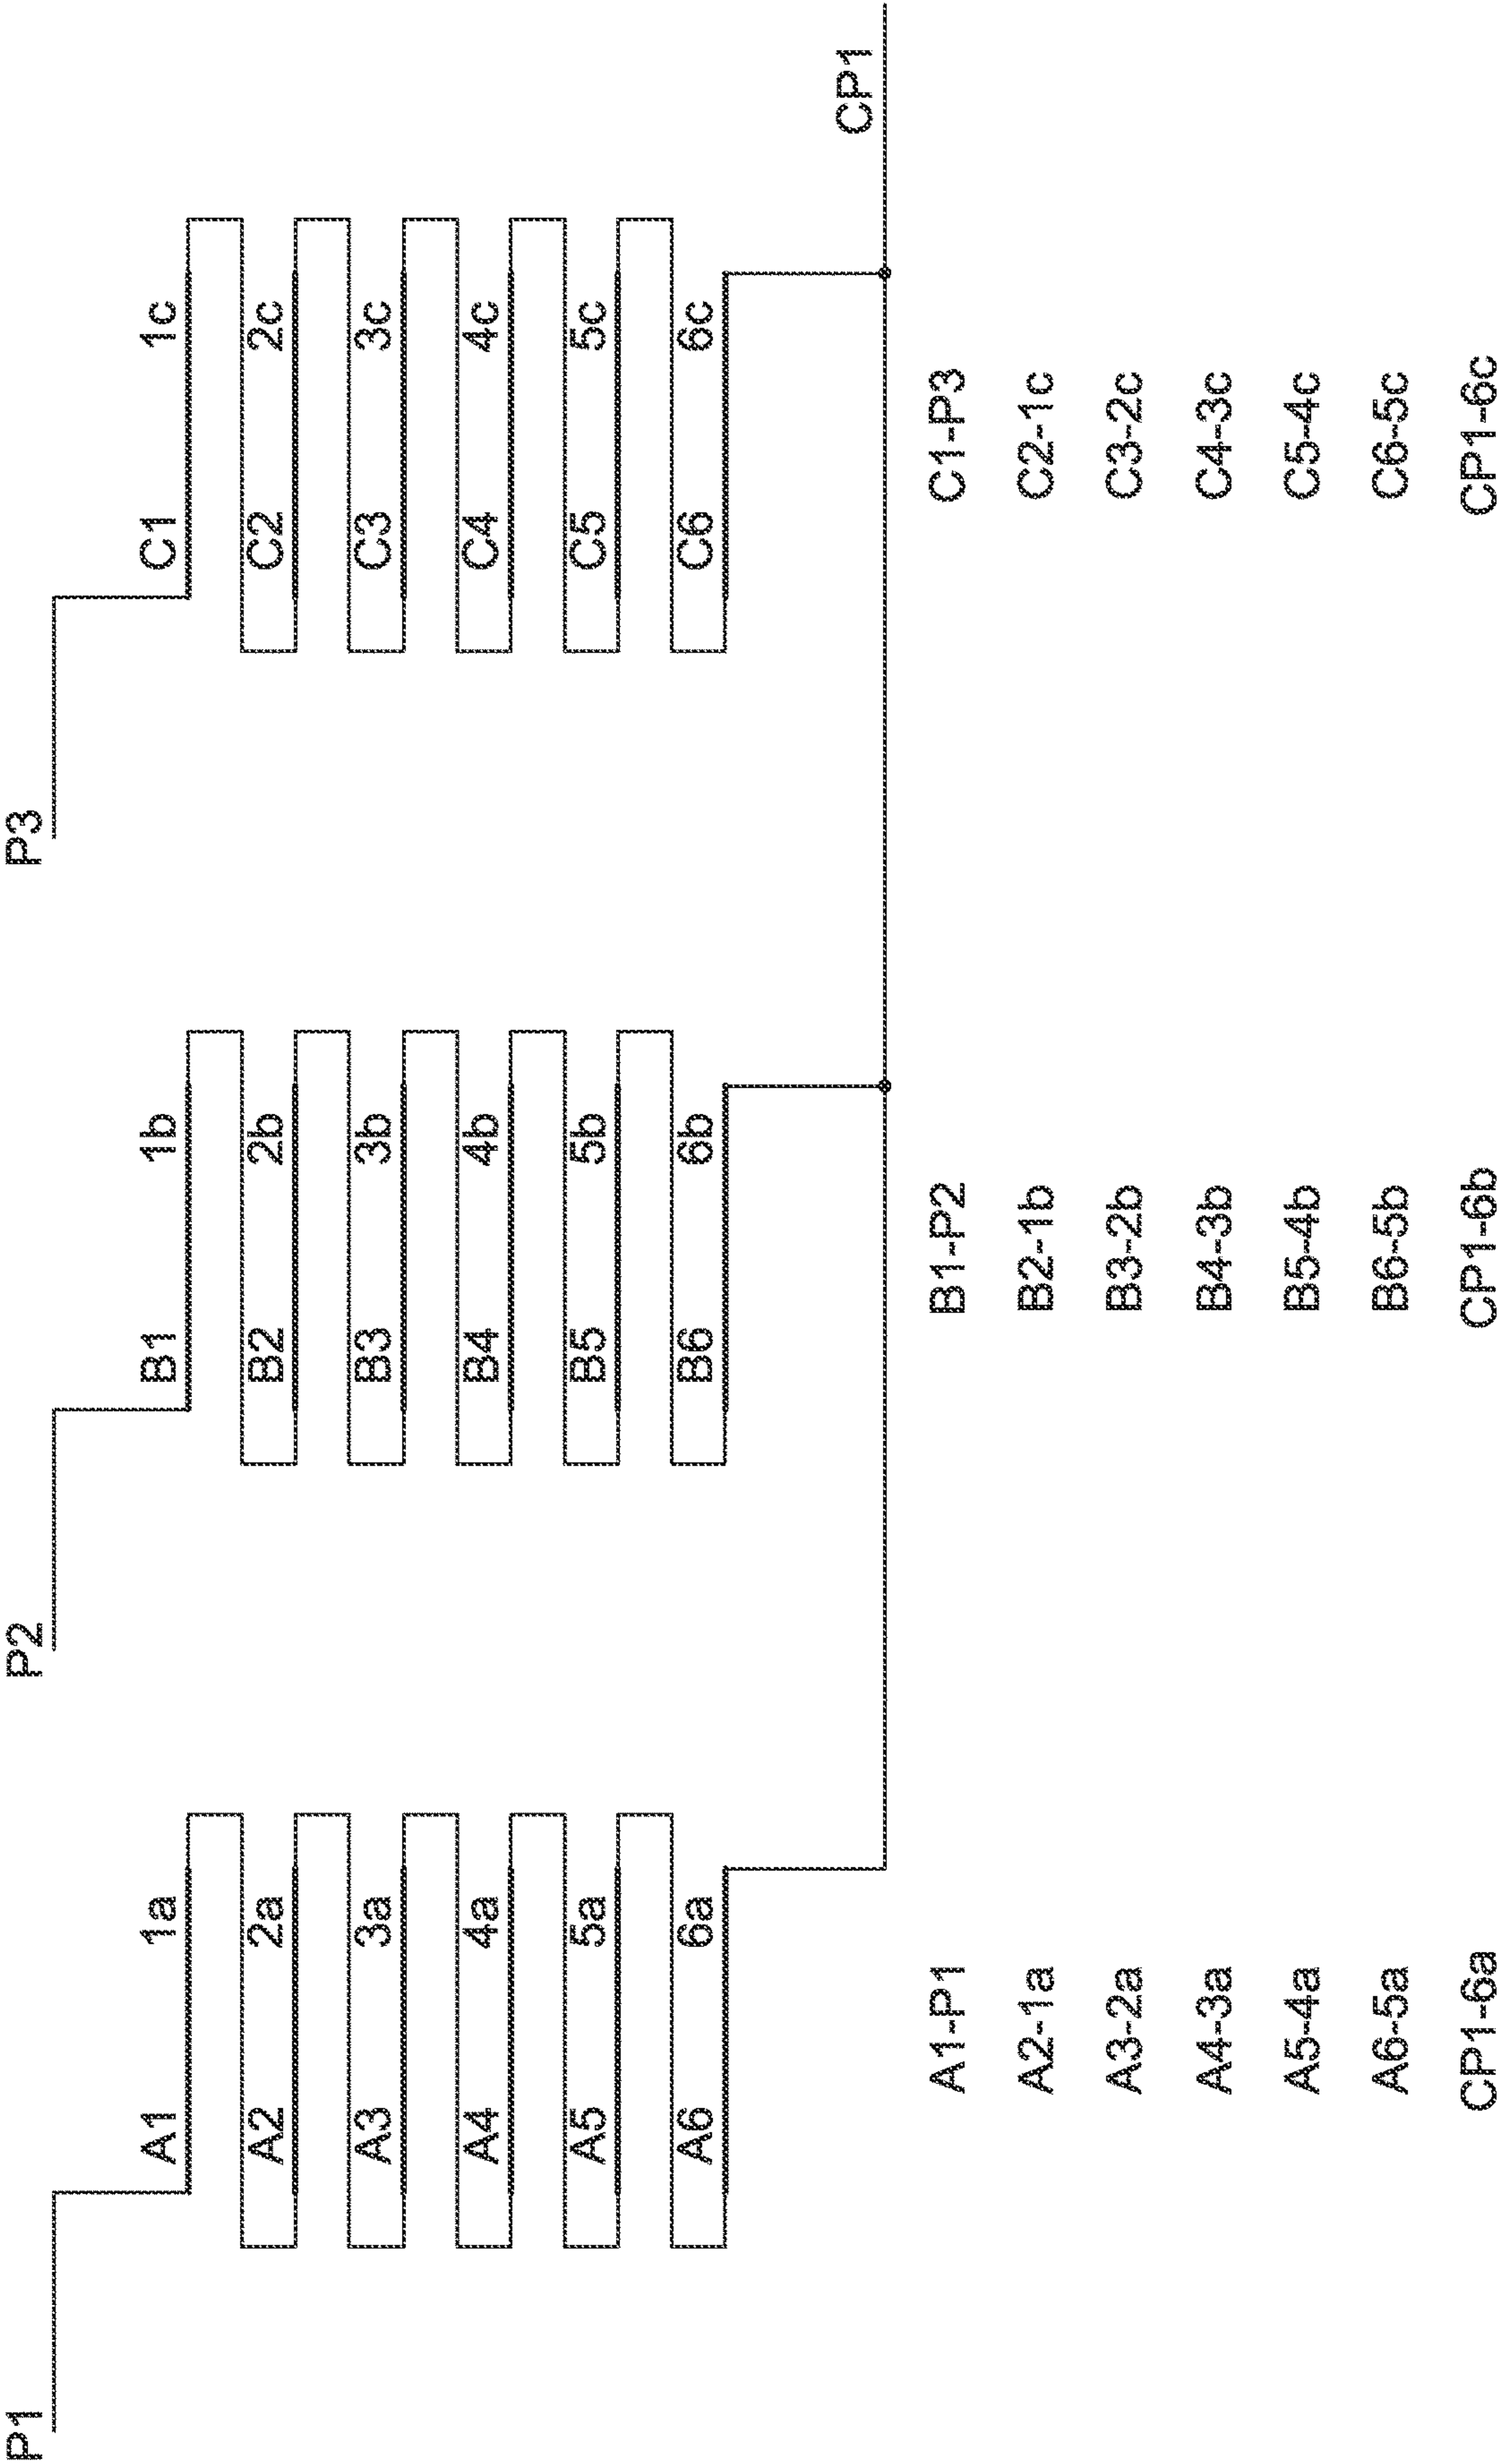 P1 P2 P3
A1 1a B1 1b C1 1c
A2 2a B2 2b C2 2c
A3 3a B3 3b C3 3c
A4 4a B4 4b C4 4c
A5 5a B5 5b C5 5c
A6 6a B6 6b C6 6c
CP1
A1-P1 B1-P2 C1-P3
A2-1a B2-1b C2-1c
A3-2a B3-2b C3-2c
A4-3a B4-3b C4-3c
A5-4a B5-4b C5-4c
A6-5a B6-5b C6-5c
CP1-6a CP1-6b CP1-6c